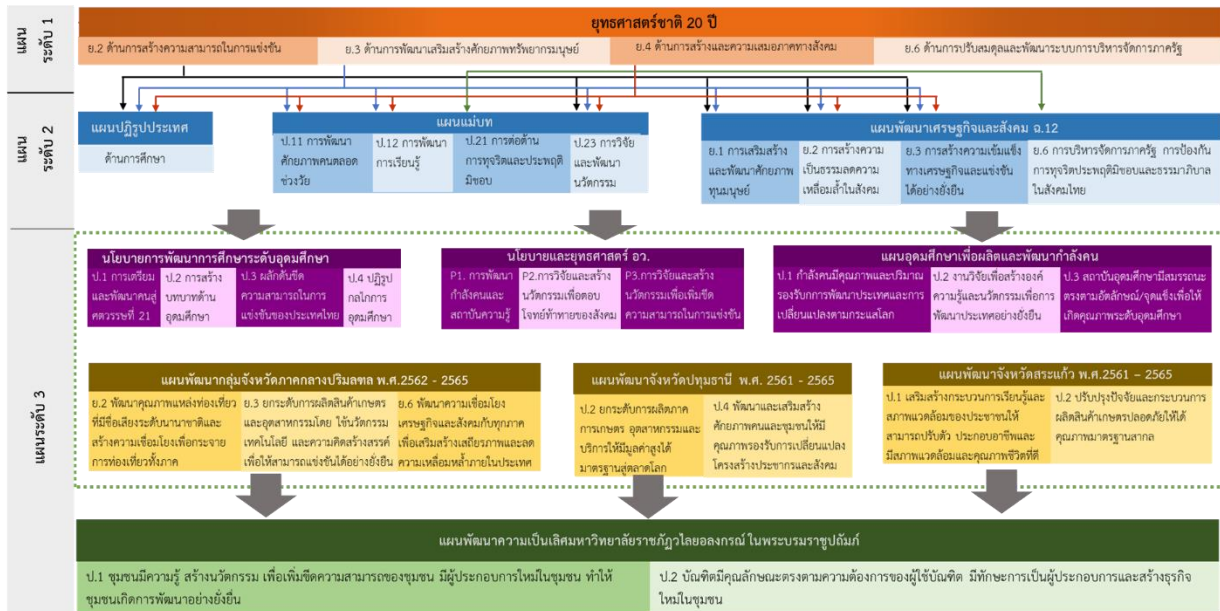 แผน
ระดับ 1
ยุทธศาสตร์ชาติ 20 ปี
ย.2 ด้านการสร้างความสามารถในการแข่งขัน
ย.3 ด้านการพัฒนาเสริมสร้างศักยภาพทรัพยากรมนุษย์
ย.4 ด้านการสร้างและความเสมอภาคทางสังคม
ย.6 ด้านการปรับสมดุลและพัฒนาระบบการบริหารจัดการภาครัฐ
แผน
ระดับ 2
แผนปฏิรูปประเทศ
ด้านการศึกษา
แผนแม่บท
ป.11 การพัฒนา
ศักยภาพคนตลอด
ช่วงวัย
ป.12 การพัฒนา
การเรียนรู้
ป.21 การต่อต้าน
การทุจริตและประพฤติ
มิชอบ
ป.23 การวิจัย
และพัฒนา
นวัตกรรม
แผนพัฒนาเศรษฐกิจและสังคม ฉ.12
ย.1 การเสริมสร้าง
และพัฒนาศักยภาพ
ทุนมนุษย์
ย.2 การสร้างความ
เป็นธรรมลดความ
เหลื่อมล้ำในสังคม
ย.3 การสร้างความเข้มแข็ง
ทางเศรษฐกิจและแข่งขัน
ได้อย่างยั่งยืน
ย.6 การบริหารจัดการภาครัฐ การป้องกัน
การทุจริตประพฤติมิชอบและธรรมาภิบาล
ในสังคมไทย
แผนระดับ 3
นโยบายการพัฒนาการศึกษาระดับอุดมศึกษา
ป.1 การเตรียม
และพัฒนาคนสู่
ศตวรรษที่ 21
ป.2 การสร้าง
บทบาทด้าน
อุดมศึกษา
ป.3 ผลักดันขีด
ความสามารถในการ
แข่งขันของประเทศไทย
ป.4 ปฏิรูป
กลไกการ
อุดมศึกษา
นโยบายและยุทธศาสตร์ อว.
P1. การพัฒนา
กำลังคนและ
สถาบันความรู้
P2.การวิจัยและสร้าง
นวัตกรรมเพื่อตอบ
โจทย์ท้าทายของสังคม
P3.การวิจัยและสร้าง
นวัตกรรมเพื่อเพิ่มขีด
ความสามารถในการแข่งขัน
แผนอุดมศึกษาเพื่อผลิตและพัฒนากำลังคน
ป.1 กำลังคนมีคุณภาพและปริมาณ
รองรับการพัฒนาประเทศและการ
เปลี่ยนแปลงตามกระแสโลก
ป.2 งานวิจัยเพื่อสร้างองค์
ความรู้และนวัตกรรมเพื่อการ
พัฒนาประเทศอย่างยั่งยืน
ป.3 สถาบันอุดมศึกษามีสมรรถนะ
ตรงตามอัตลักษณ์/จุดแข็งเพื่อให้
เกิดคุณภาพระดับอุดมศึกษา
แผนพัฒนากลุ่มจังหวัดภาคกลางปริมลฑล พ.ศ.2562 - 2565
ย.2 พัฒนาคุณภาพแหล่งท่องเที่ยว
ที่มีชื่อเสียงระดับนานาชาติและ
สร้างความเชื่อมโยงเพื่อกระจาย
การท่องเที่ยวทั้งภาค
ย.3 ยกระดับการผลิตสินค้าเกษตร
และอุตสาหกรรมโดย ใช้นวัตกรรม
เทคโนโลยี และความคิดสร้างสรรค์
เพื่อให้สามารถแข่งขันได้อย่างยั่งยืน
ย.6 พัฒนาความเชื่อมโยง
เศรษฐกิจและสังคมกับทุกภาค
เพื่อเสริมสร้างเสถียรภาพและลด
ความเหลื่อมหล้ำภายในประเทศ
แผนพัฒนาจังหวัดปทุมธานี พ.ศ. 2561 - 2565
ป.2 ยกระดับการผลิตภาค
การเกษตร อุตสาหกรรมและ
บริการให้มีมูลค่าสูงได้
มาตรฐานสู่ตลาดโลก
ป.4 พัฒนาและเสริมสร้าง
ศักยภาพคนและชุมชนให้มี
คุณภาพรองรับการเปลี่ยนแปลง
โครงสร้างประชากรและสังคม
แผนพัฒนาจังหวัดสระแก้ว พ.ศ.2561 – 2565
ป.1 เสริมสร้างกระบวนการเรียนรู้และ
สภาพแวดล้อมของประชาชนให้
สามารถปรับตัว ประกอบอาชีพและ
มีสภาพแวดล้อมและคุณภาพชีวิตที่ดี
ป.2 ปรับปรุงปัจจัยและกระบวนการ
ผลิตสินค้าเกษตรปลอดภัยให้ได้
คุณภาพมาตรฐานสากล
แผนพัฒนาความเป็นเลิศมหาวิทยาลัยราชภัฏวไลยอลงกรณ์ ในพระบรมราชูปถัมภ์
ป.1 ชุมชนมีความรู้ สร้างนวัตกรรม เพื่อเพิ่มขีดความสามารถของชุมชน มีผู้ประกอบการใหม่ในชุมชน ทำให้
ชุมชนเกิดการพัฒนาอย่างยั่งยืน
ป.2 บัณฑิตมีคุณลักษณะตรงตามความต้องการของผู้ใช้บัณฑิต มีทักษะการเป็นผู้ประกอบการและสร้างธุรกิจ
ใหม่ในชุมชน